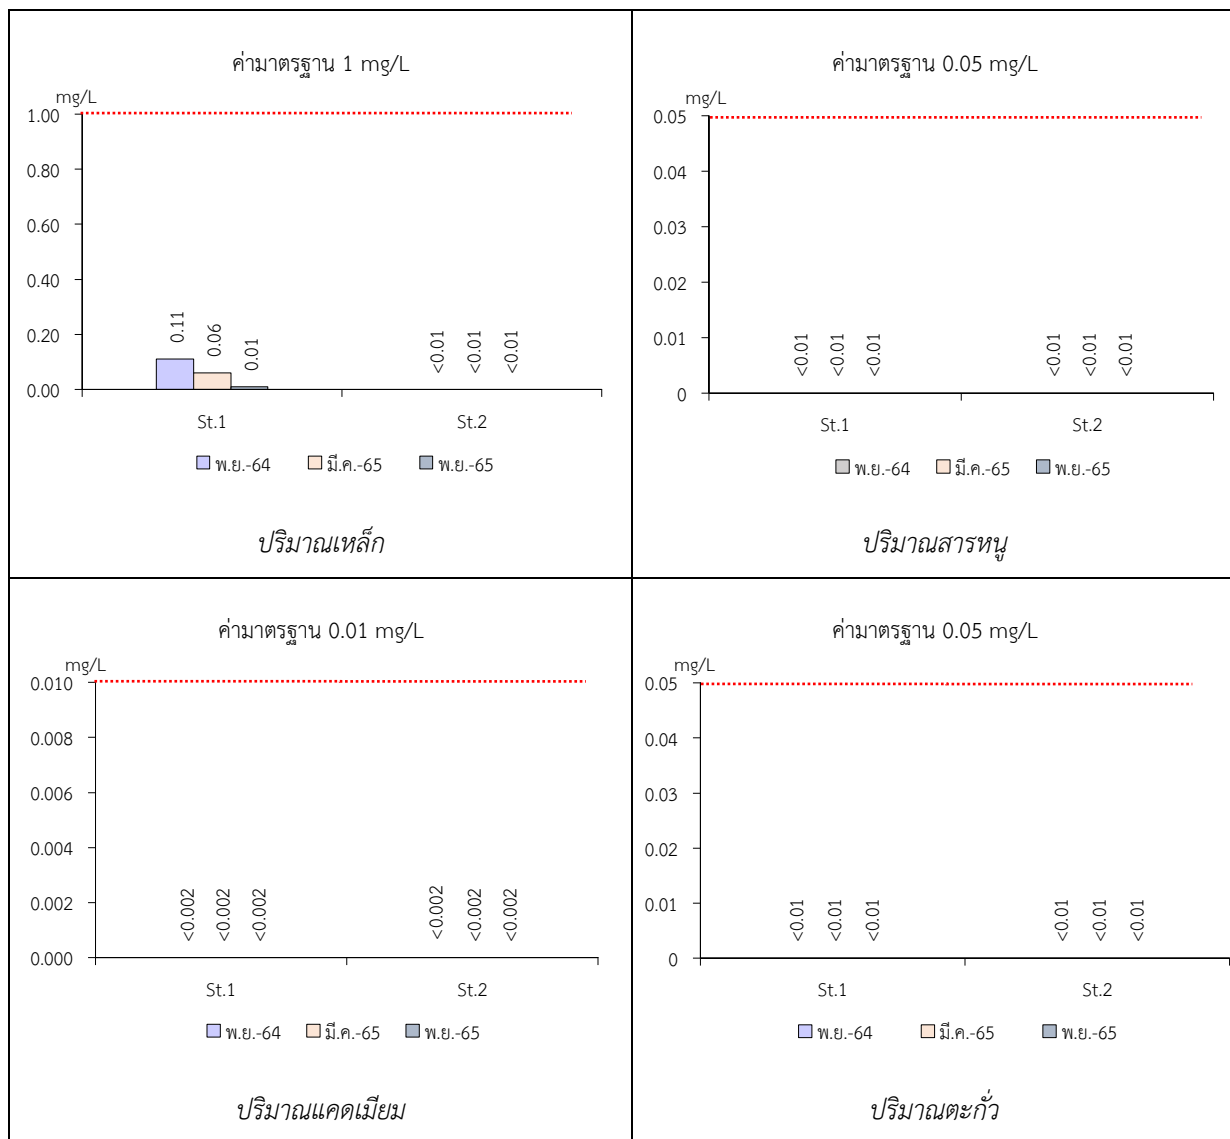 ค่ามาตรฐาน 1 mg/L
mg/L
1.00
0.80
0.60
0.40
0.20
0.00
0.11
0.06
0.01
<0.01
<0.01
<0.01
St.1
St.2
พ.ย.-64
มี.ค.-65
พ.ย.-65
ปริมาณเหล็ก
ค่ามาตรฐาน 0.05 mg/L
mg/L
0.05
0.04
0.03
0.02
0.01
0
<0.01
<0.01
<0.01
<0.01
<0.01
<0.01
St.1
St.2
พ.ย.-64
มี.ค.-65
พ.ย.-65
ปริมาณสารหนู
ค่ามาตรฐาน 0.01 mg/L
mg/L
0.010
0.008
0.006
0.004
0.002
0.000
<0.002
<0.002
<0.002
<0.002
<0.002
<0.002
St.1
St.2
พ.ย.-64
มี.ค.-65
พ.ย.-65
ปริมาณแคดเมียม
ค่ามาตรฐาน 0.05 mg/L
mg/L
0.05
0.04
0.03
0.02
0.01
0
<0.01
<0.01
<0.01
<0.01
<0.01
<0.01
St.1
St.2
พ.ย.-64
มี.ค.-65
พ.ย.-65
ปริมาณตะกั่ว